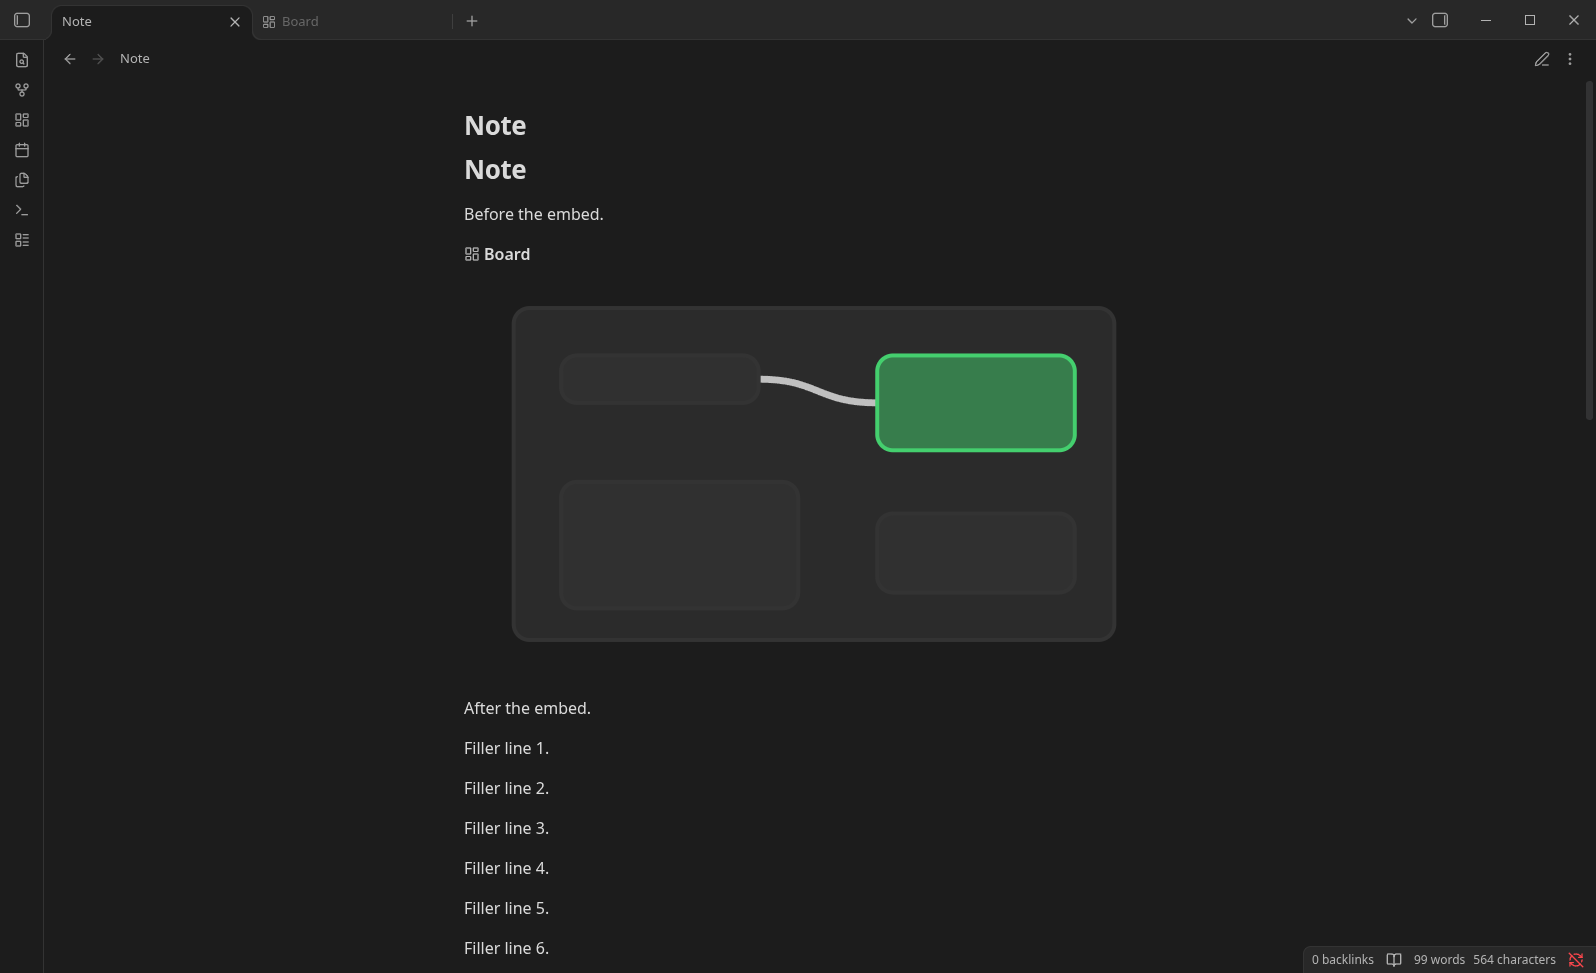 Note
Board
Note
Note
Note
Before the embed.
Board
After the embed.
Filler line 1.
Filler line 2.
Filler line 3.
Filler line 4.
Filler line 5.
Filler line 6.
0 backlinks 99 words 564 characters